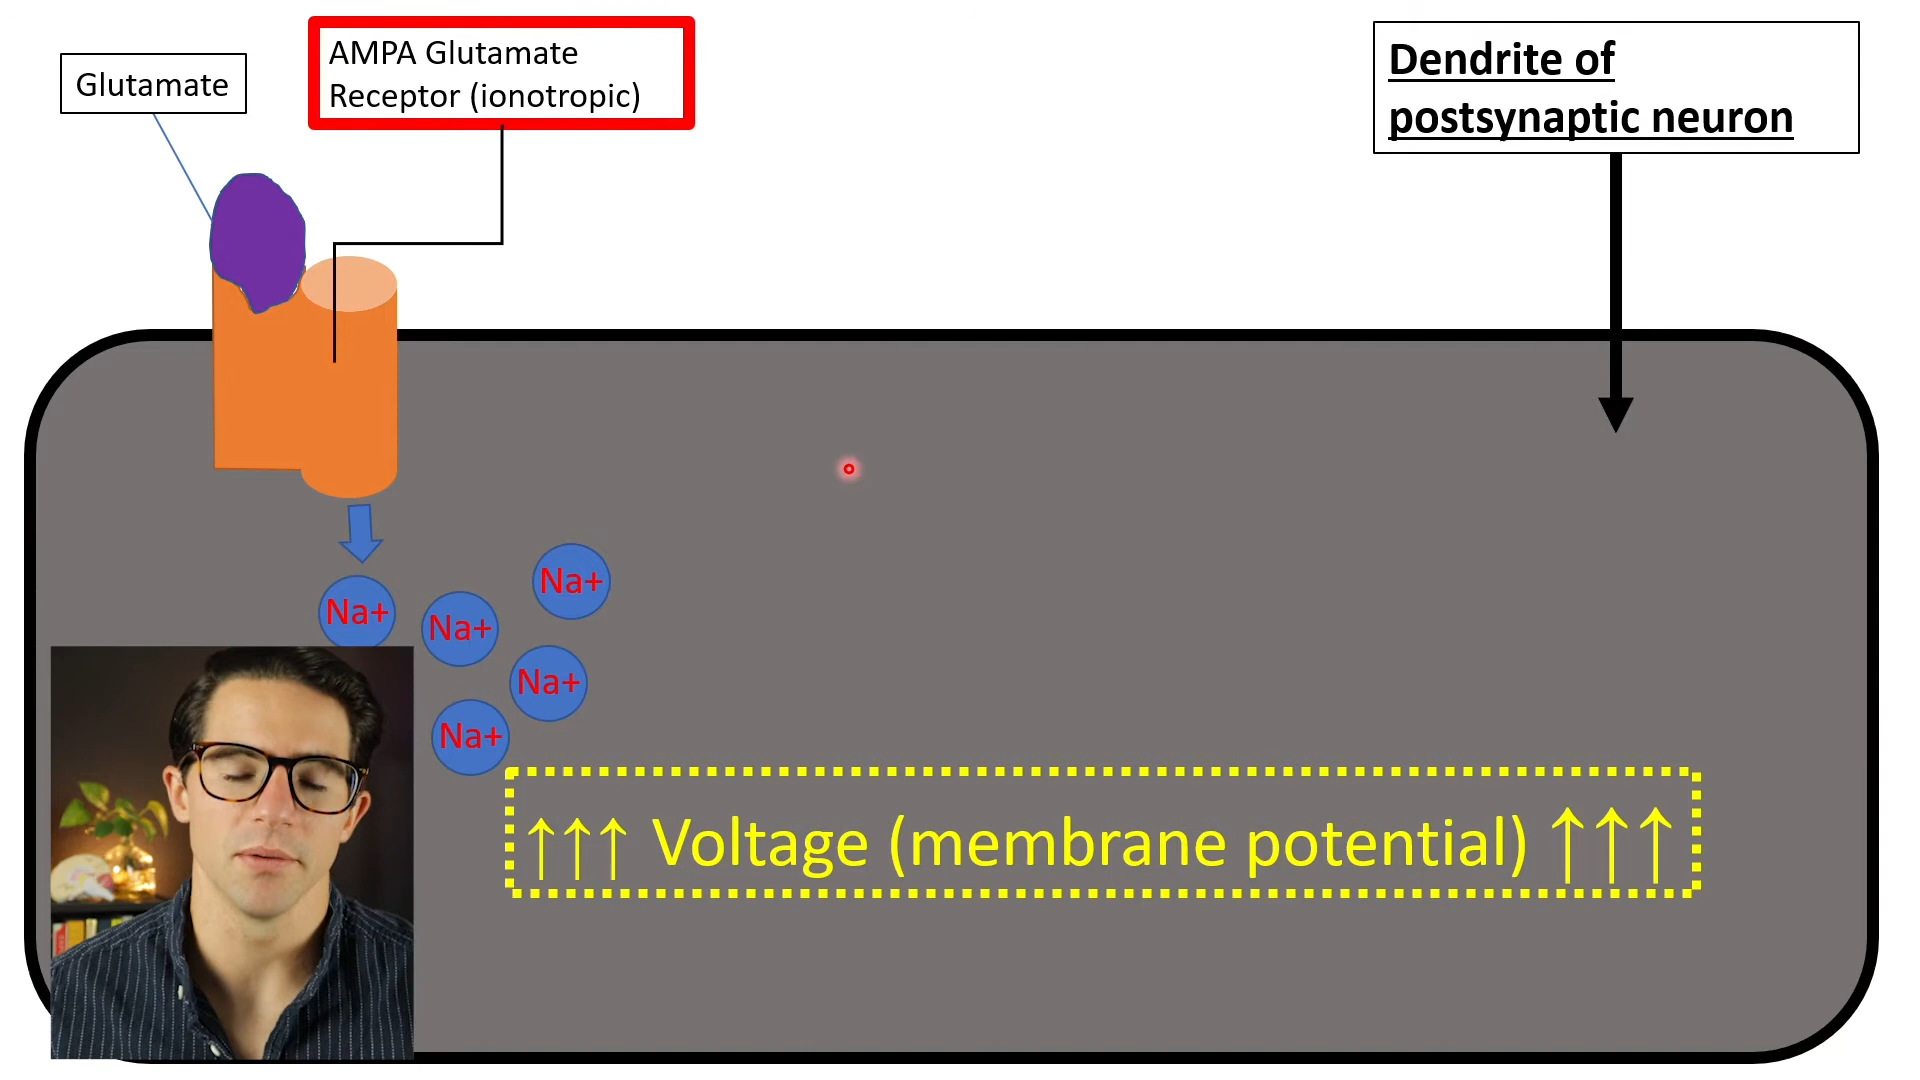 Glutamate
AMPA Glutamate
Receptor (ionotropic)
Dendrite of
postsynaptic neuron
Na+
Na+
Na+
Na+
Na+
↑↑↑ Voltage (membrane potential) ↑↑↑